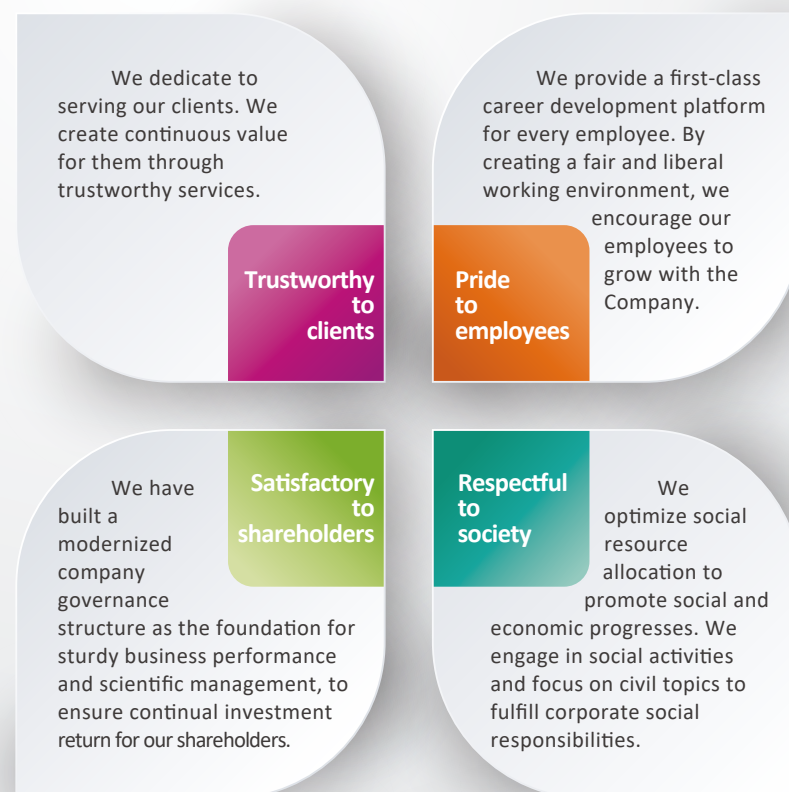 We dedicate to
serving our clients. We
create continuous value
for them through
trustworthy services.
Trustworthy
to
clients
We provide a first-class
career development platform
for every employee. By
creating a fair and liberal
working environment, we
encourage our
employees to
grow with the
Company.
Pride
to
employees
We have
built a
modernized
company
governance
structure as the foundation for
sturdy business performance
and scientific management, to
ensure continual investment
return for our shareholders.
Satisfactory
to
shareholders
Respectful
to
society
We
optimize social
resource
allocation to
promote social and
economic progresses. We
engage in social activities
and focus on civil topics to
fulfill corporate social
responsibilities.